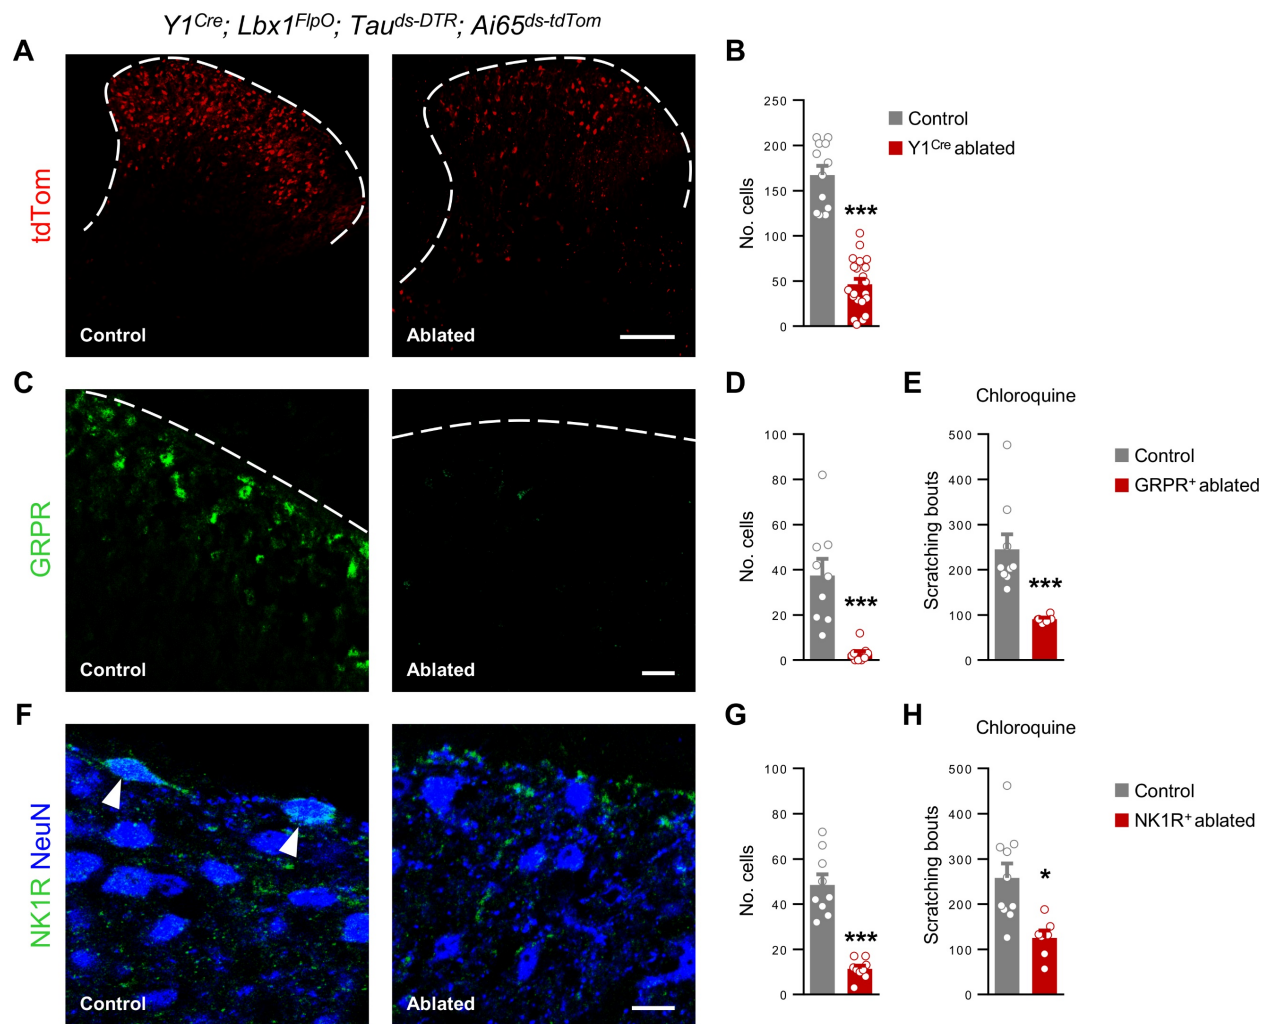 Y1Cre; Lbx1FlpO; Tauds-DTR; Ai65ds-tdTom
A
tdTom
Control
Ablated
B
No. cells
250
200
150
100
50
0
***
Control
Y1Cre ablated
C
GRPR
Control
Ablated
D
No. cells
100
80
60
40
20
0
***
E
Chloroquine
Scratching bouts
500
400
300
200
100
0
***
Control
GRPR+ ablated
F
NK1R NeuN
Control
Ablated
G
No. cells
100
80
60
40
20
0
***
H
Chloroquine
Scratching bouts
500
400
300
200
100
0
*
Control
NK1R+ ablated